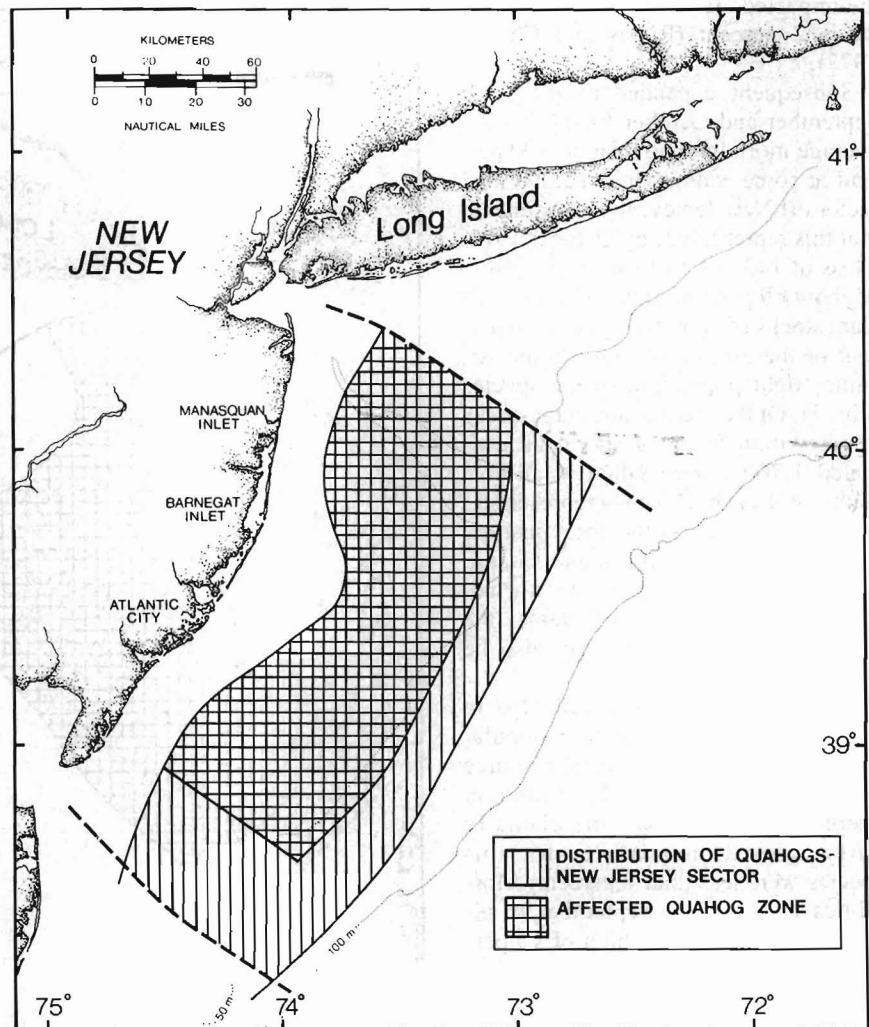 KILOMETERS
0 20 40 60
0 10 20 30
NAUTICAL MILES
41°
Long Island
NEW
JERSEY
MANASQUAN
INLET
40°
BARNEGAT
INLET
ATLANTIC
CITY
39°
DISTRIBUTION OF QUAHOGS-
NEW JERSEY SECTOR
AFFECTED QUAHOG ZONE
100 m
50 m
75° 74° 73° 72°